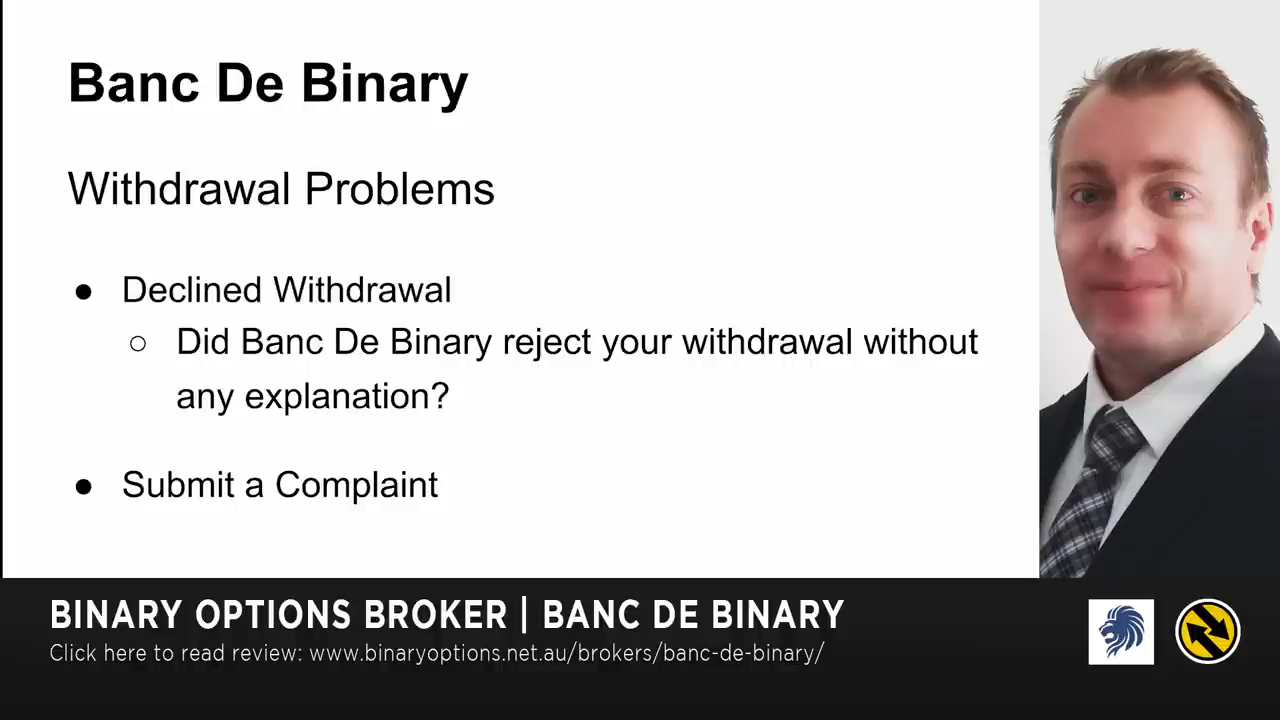 Banc De Binary
Withdrawal Problems
● Declined Withdrawal
○ Did Banc De Binary reject your withdrawal without
any explanation?
● Submit a Complaint
BINARY OPTIONS BROKER | BANC DE BINARY
Click here to read review: www.binaryoptions.net.au/brokers/banc-de-binary/